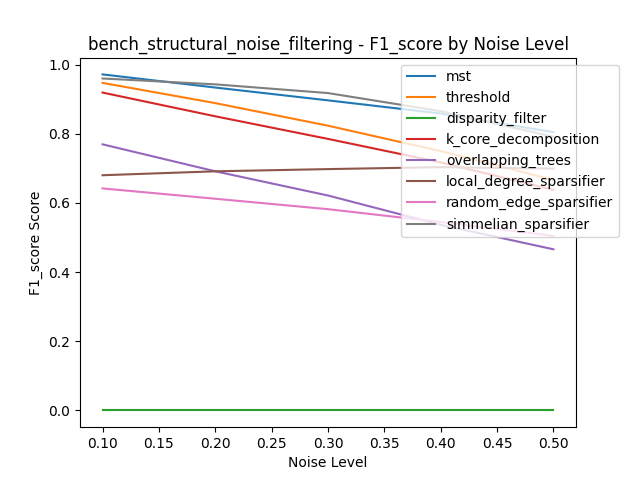 bench_structural_noise_filtering - F1_score by Noise Level
1.0
0.8
0.6
0.4
0.2
0.0
F1_score Score
mst
threshold
disparity_filter
k_core_decomposition
overlapping_trees
local_degree_sparsifier
random_edge_sparsifier
simmelian_sparsifier
0.10 0.15 0.20 0.25 0.30 0.35 0.40 0.45 0.50
Noise Level